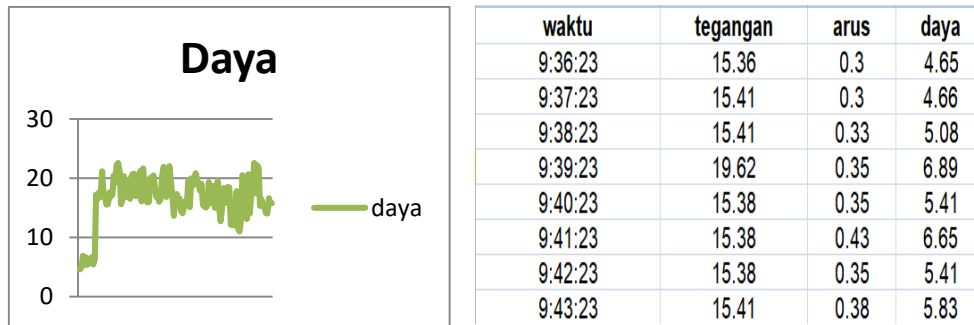 Daya
30
20
10
0
daya
waktu tegangan arus daya
9:36:23 15.36 0.3 4.65
9:37:23 15.41 0.3 4.66
9:38:23 15.41 0.33 5.08
9:39:23 19.62 0.35 6.89
9:40:23 15.38 0.35 5.41
9:41:23 15.38 0.43 6.65
9:42:23 15.38 0.35 5.41
9:43:23 15.41 0.38 5.83